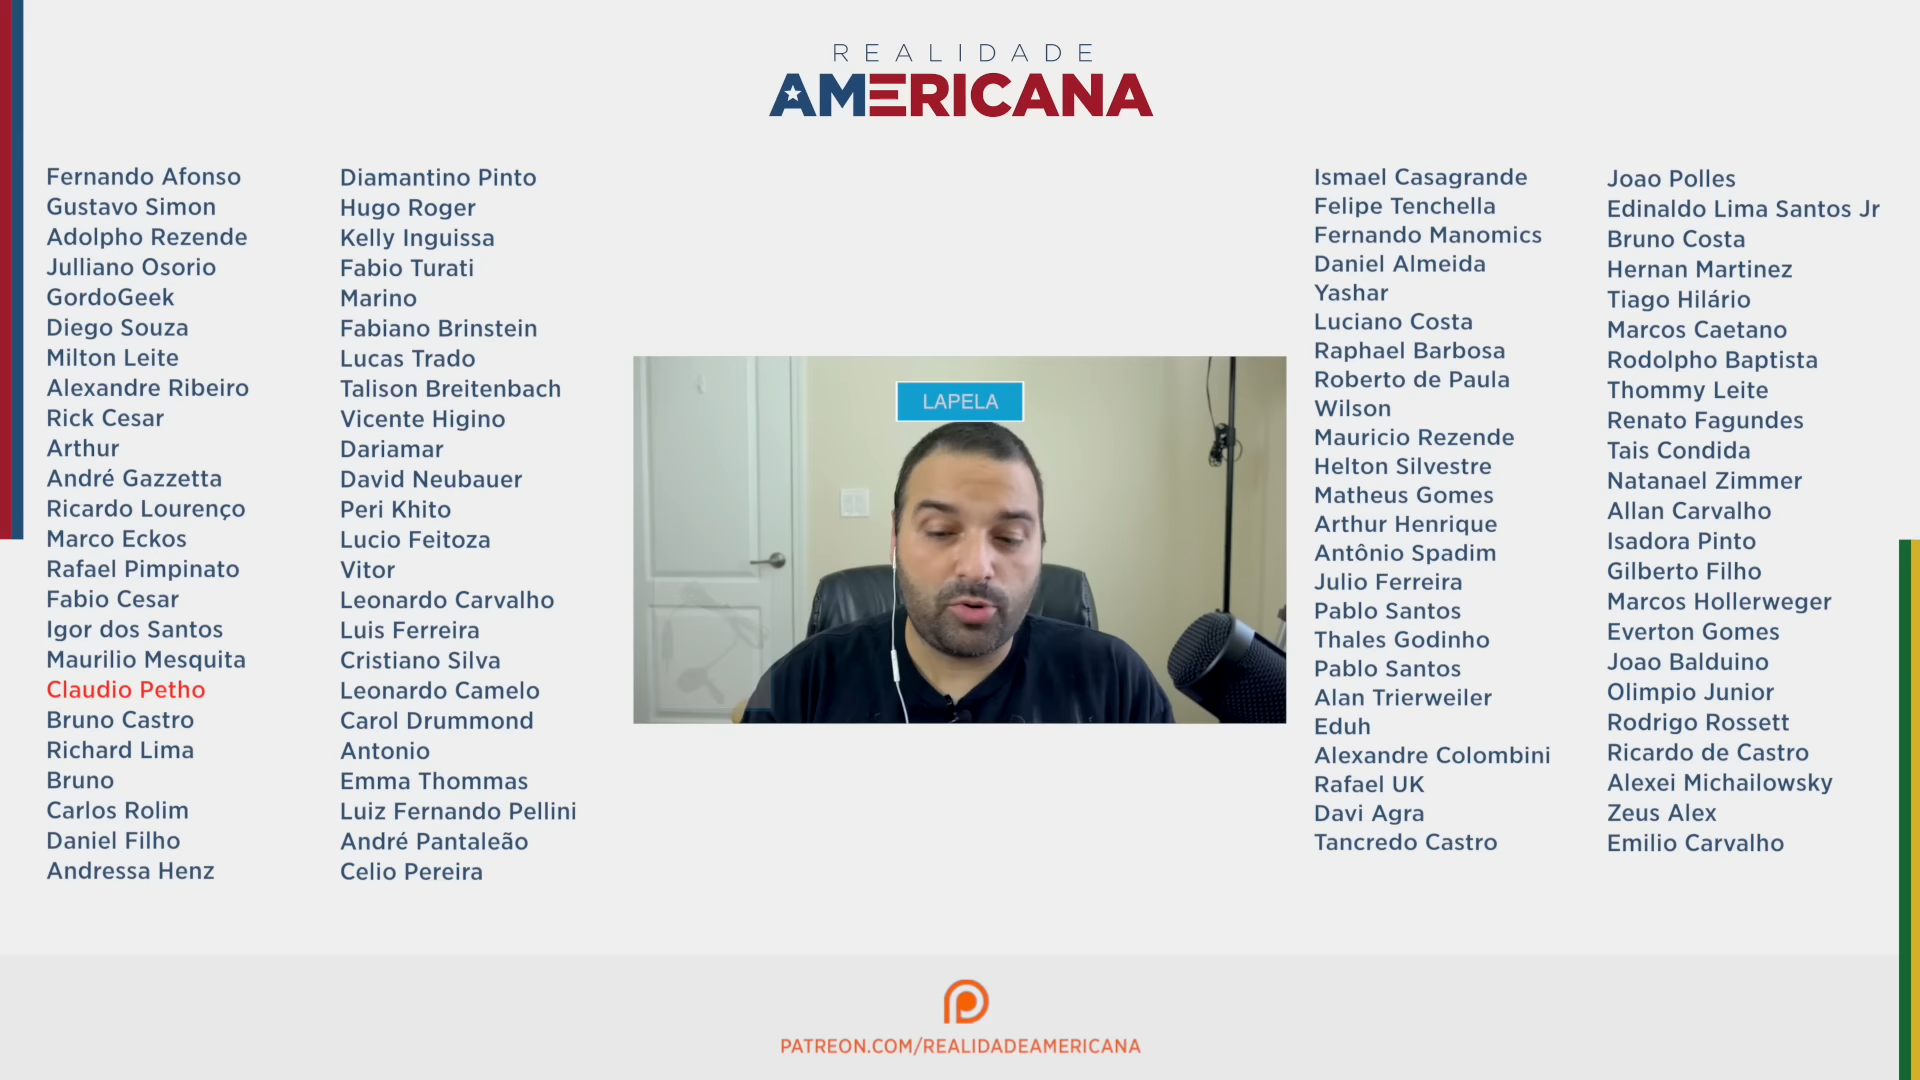 REALIDADE
AMERICANA
Fernando Afonso
Gustavo Simon
Adolpho Rezende
Julliano Osorio
GordoGeek
Diego Souza
Milton Leite
Alexandre Ribeiro
Rick Cesar
Arthur
André Gazzetta
Ricardo Lourenço
Marco Eckos
Rafael Pimpinato
Fabio Cesar
Igor dos Santos
Maurilio Mesquita
Claudio Petho
Bruno Castro
Richard Lima
Bruno
Carlos Rolim
Daniel Filho
Andressa Henz
Diamantino Pinto
Hugo Roger
Kelly Inguissa
Fabio Turati
Marino
Fabiano Brinstein
Lucas Trado
Talison Breitenbach
Vicente Higino
Dariamar
David Neubauer
Peri Khito
Lucio Feitoza
Vitor
Leonardo Carvalho
Luis Ferreira
Cristiano Silva
Leonardo Camelo
Carol Drummond
Antonio
Emma Thommas
Luiz Fernando Pellini
André Pantaleão
Celio Pereira
LAPELA
Ismael Casagrande
Felipe Tenchella
Fernando Manomics
Daniel Almeida
Yashar
Luciano Costa
Raphael Barbosa
Roberto de Paula
Wilson
Mauricio Rezende
Helton Silvestre
Matheus Gomes
Arthur Henrique
Antônio Spadim
Julio Ferreira
Pablo Santos
Thales Godinho
Pablo Santos
Alan Trierweiler
Eduh
Alexandre Colombini
Rafael UK
Davi Agra
Tancredo Castro
Joao Polles
Edinaldo Lima Santos Jr
Bruno Costa
Hernan Martinez
Tiago Hilário
Marcos Caetano
Rodolpho Baptista
Thommy Leite
Renato Fagundes
Tais Condida
Natanael Zimmer
Allan Carvalho
Isadora Pinto
Gilberto Filho
Marcos Hollerweger
Everton Gomes
Joao Balduino
Olimpio Junior
Rodrigo Rossett
Ricardo de Castro
Alexei Michailowsky
Zeus Alex
Emilio Carvalho
PATREON.COM/REALIDADEAMERICANA